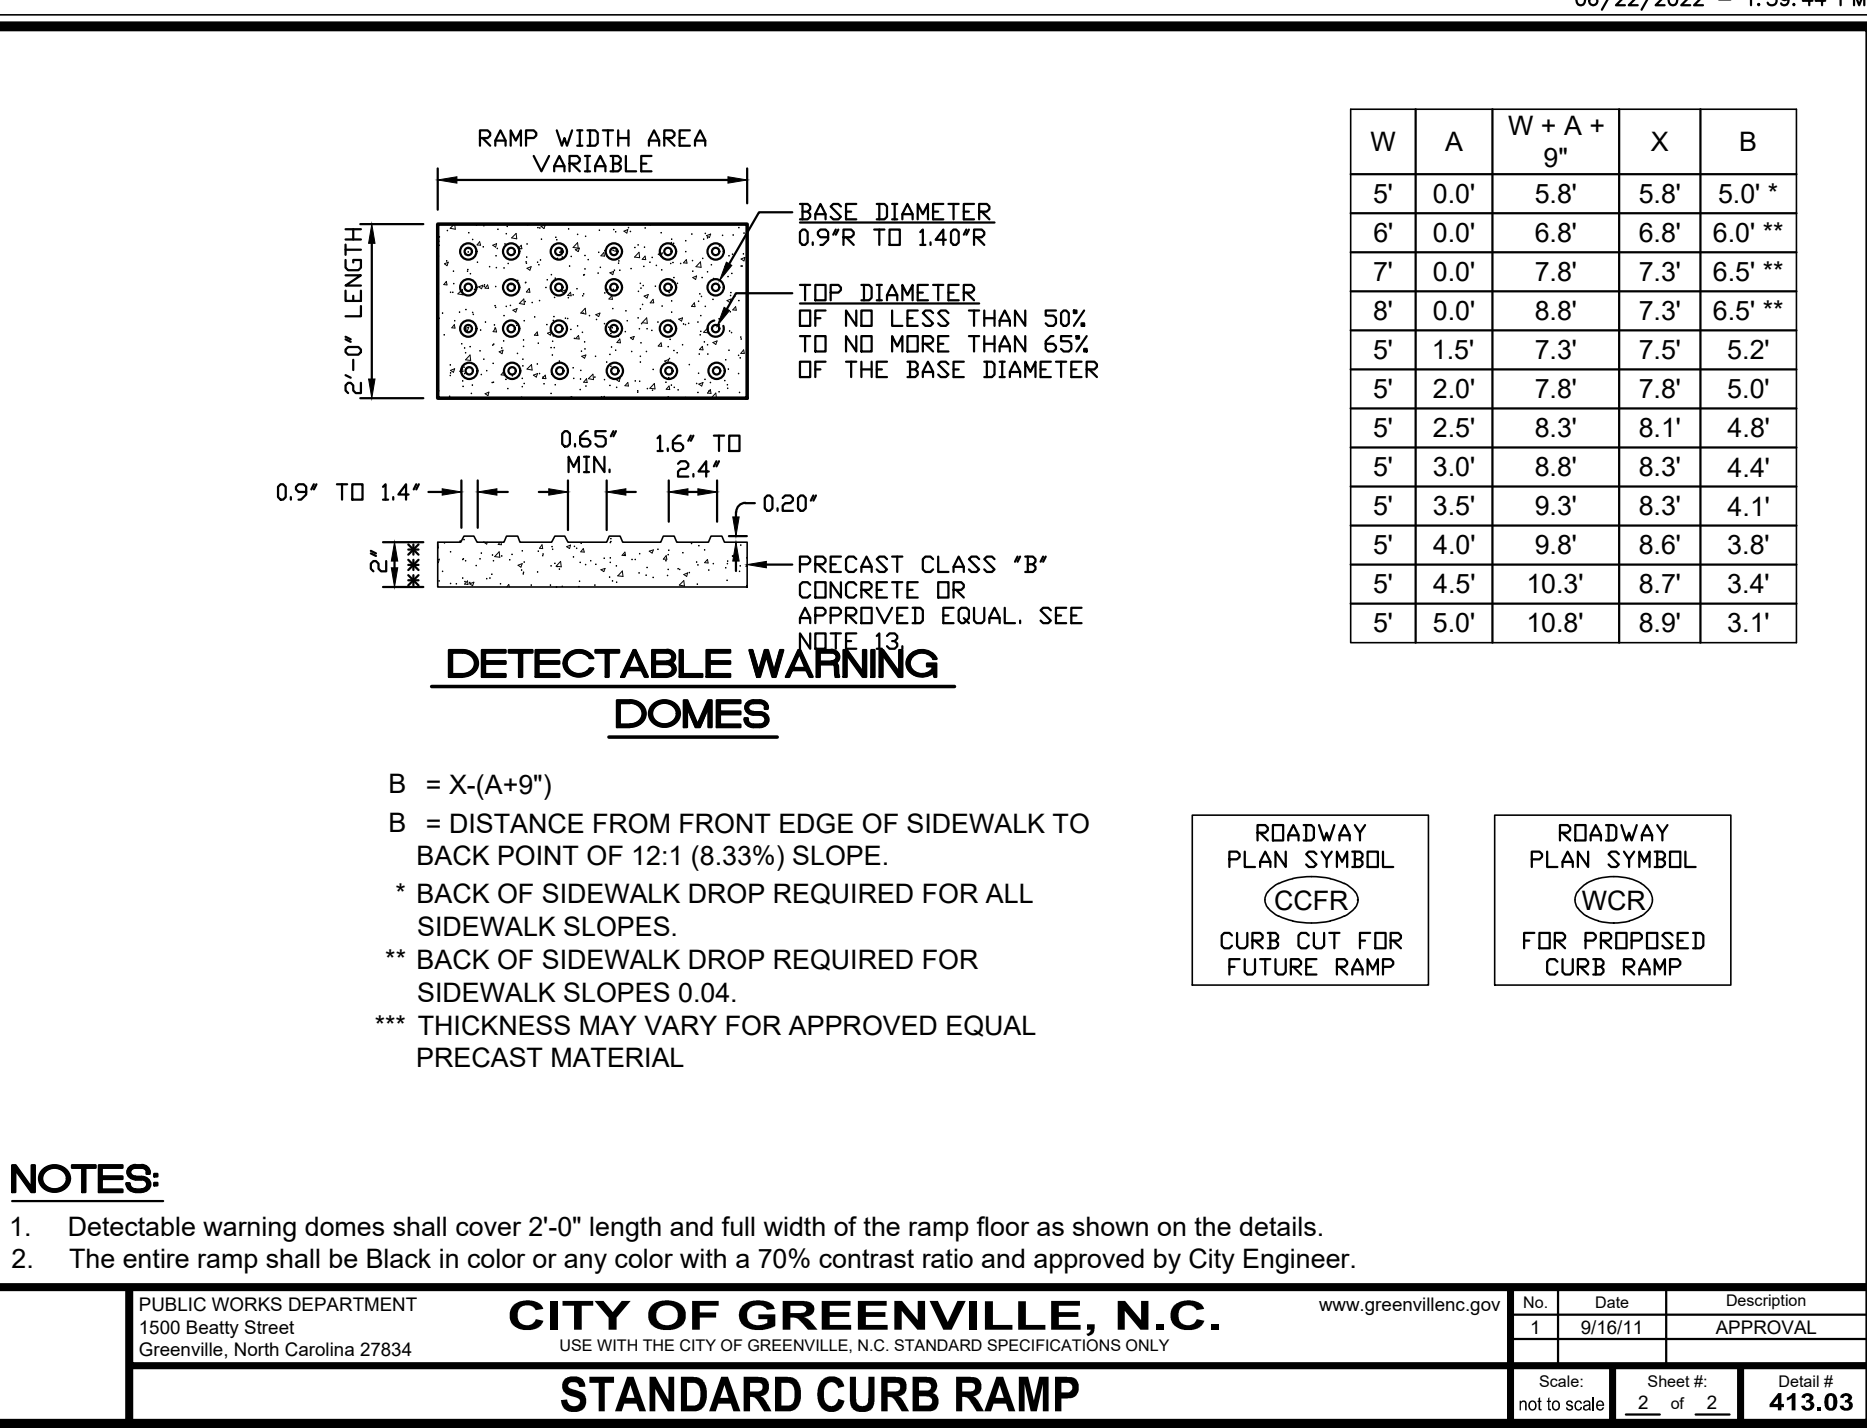 RAMP WIDTH AREA
VARIABLE
2'-0" LENGTH
BASE DIAMETER
0.9"R TO 1.40"R
TOP DIAMETER
OF NO LESS THAN 50%
TO NO MORE THAN 65%
OF THE BASE DIAMETER
0.65"
MIN.
1.6" TO
2.4"
0.9" TO 1.4"
0.20"
2"
***
PRECAST CLASS "B"
CONCRETE OR
APPROVED EQUAL. SEE
NOTE 13.
DETECTABLE WARNING
DOMES
W A W + A + 9" X B
5' 0.0' 5.8' 5.8' 5.0' *
6' 0.0' 6.8' 6.8' 6.0' **
7' 0.0' 7.8' 7.3' 6.5' **
8' 0.0' 8.8' 7.3' 6.5' **
5' 1.5' 7.3' 7.5' 5.2'
5' 2.0' 7.8' 7.8' 5.0'
5' 2.5' 8.3' 8.1' 4.8'
5' 3.0' 8.8' 8.3' 4.4'
5' 3.5' 9.3' 8.3' 4.1'
5' 4.0' 9.8' 8.6' 3.8'
5' 4.5' 10.3' 8.7' 3.4'
5' 5.0' 10.8' 8.9' 3.1'
B = X-(A+9")
B = DISTANCE FROM FRONT EDGE OF SIDEWALK TO
BACK POINT OF 12:1 (8.33%) SLOPE.
* BACK OF SIDEWALK DROP REQUIRED FOR ALL
SIDEWALK SLOPES.
** BACK OF SIDEWALK DROP REQUIRED FOR
SIDEWALK SLOPES 0.04.
*** THICKNESS MAY VARY FOR APPROVED EQUAL
PRECAST MATERIAL
ROADWAY
PLAN SYMBOL
CCFR
CURB CUT FOR
FUTURE RAMP
ROADWAY
PLAN SYMBOL
WCR
FOR PROPOSED
CURB RAMP
NOTES:
1. Detectable warning domes shall cover 2'-0" length and full width of the ramp floor as shown on the details.
2. The entire ramp shall be Black in color or any color with a 70% contrast ratio and approved by City Engineer.
PUBLIC WORKS DEPARTMENT
1500 Beatty Street
Greenville, North Carolina 27834
CITY OF GREENVILLE, N.C.
USE WITH THE CITY OF GREENVILLE, N.C. STANDARD SPECIFICATIONS ONLY
www.greenvillenc.gov
No. Date Description
1 9/16/11 APPROVAL
STANDARD CURB RAMP
Scale:
not to scale
Sheet #:
2 of 2
Detail #
413.03